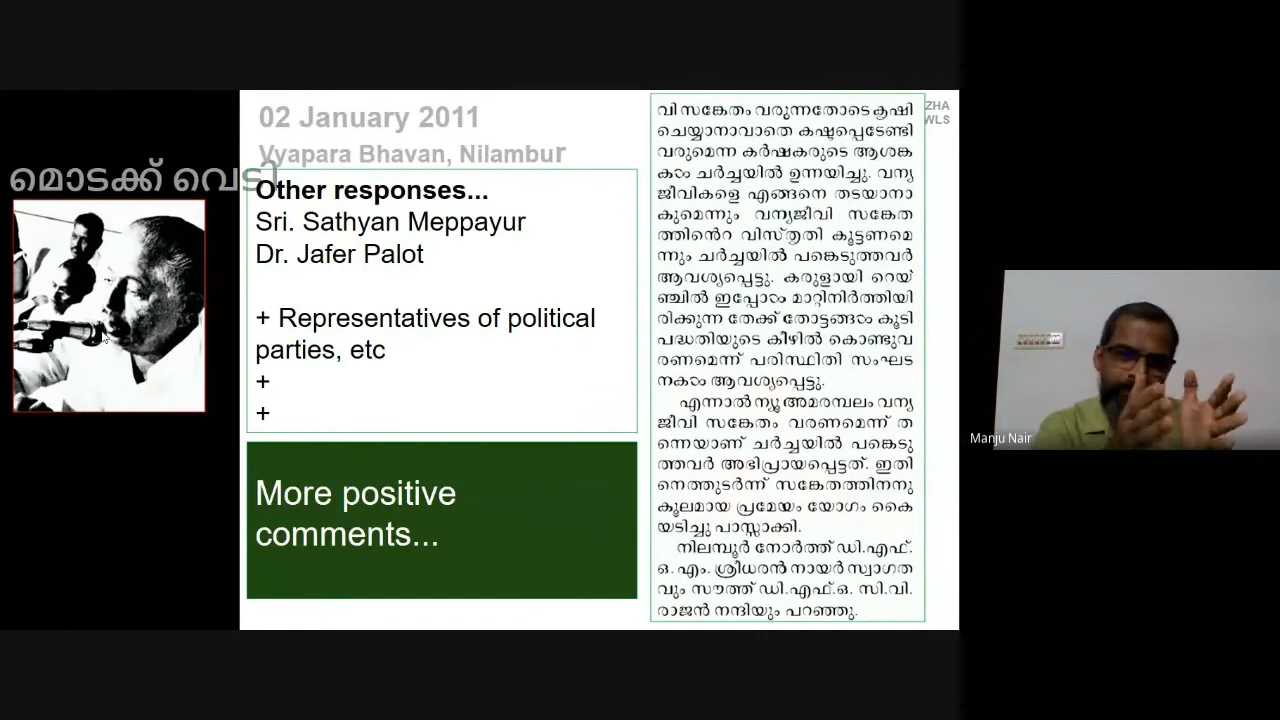 02 January 2011
Vyapara Bhavan, Nilambur
മൊടക്ക് വെടി
Other responses...
Sri. Sathyan Meppayur
Dr. Jafer Palot
+ Representatives of political
parties, etc
+
+
More positive
comments...
വി സങ്കേതം വരുന്നതോടെ കൃഷി
ചെയ്യാനാവാതെ കഷ്ടപ്പെടേണ്ടി
വരുമെന്ന കർഷകരുടെ ആശങ്ക
കൾ ചർച്ചയിൽ ഉന്നയിച്ചു. വന്യ
ജീവികളെ എങ്ങനെ തടയാനാ
കുമെന്നും വന്യജീവി സങ്കേത
ത്തിൻെറ വിസ്തൃതി കൂട്ടണമെ
ന്നും ചർച്ചയിൽ പങ്കെടുത്തവർ
ആവശ്യപ്പെട്ടു. കരുളായി റെയ്
ഞ്ചിൽ ഇപ്പോൾ മാറ്റിനിർത്തിയി
രിക്കുന്ന തേക്ക് തോട്ടങ്ങൾ കൂടി
പദ്ധതിയുടെ കീഴിൽ കൊണ്ടുവ
രണമെന്ന് പരിസ്ഥിതി സംഘട
നകൾ ആവശ്യപ്പെട്ടു.
എന്നാൽ ന്യൂ അമരമ്പലം വന്യ
ജീവി സങ്കേതം വരണമെന്ന് ത
ന്നെയാണ് ചർച്ചയിൽ പങ്കെടു
ത്തവർ അഭിപ്രായപ്പെട്ടത്. ഇതി
നെത്തുടർന്ന് സങ്കേതത്തിനനു
കൂലമായ പ്രമേയം യോഗം കൈ
യടിച്ചു പാസ്സാക്കി.
നിലമ്പൂർ നോർത്ത് ഡി.എഫ്.
ഒ. എം. ശ്രീധരൻ നായർ സ്വാഗത
വും സൗത്ത് ഡി.എഫ്.ഒ. സി.വി.
രാജൻ നന്ദിയും പറഞ്ഞു.
ZHA
WLS
Manju Nair